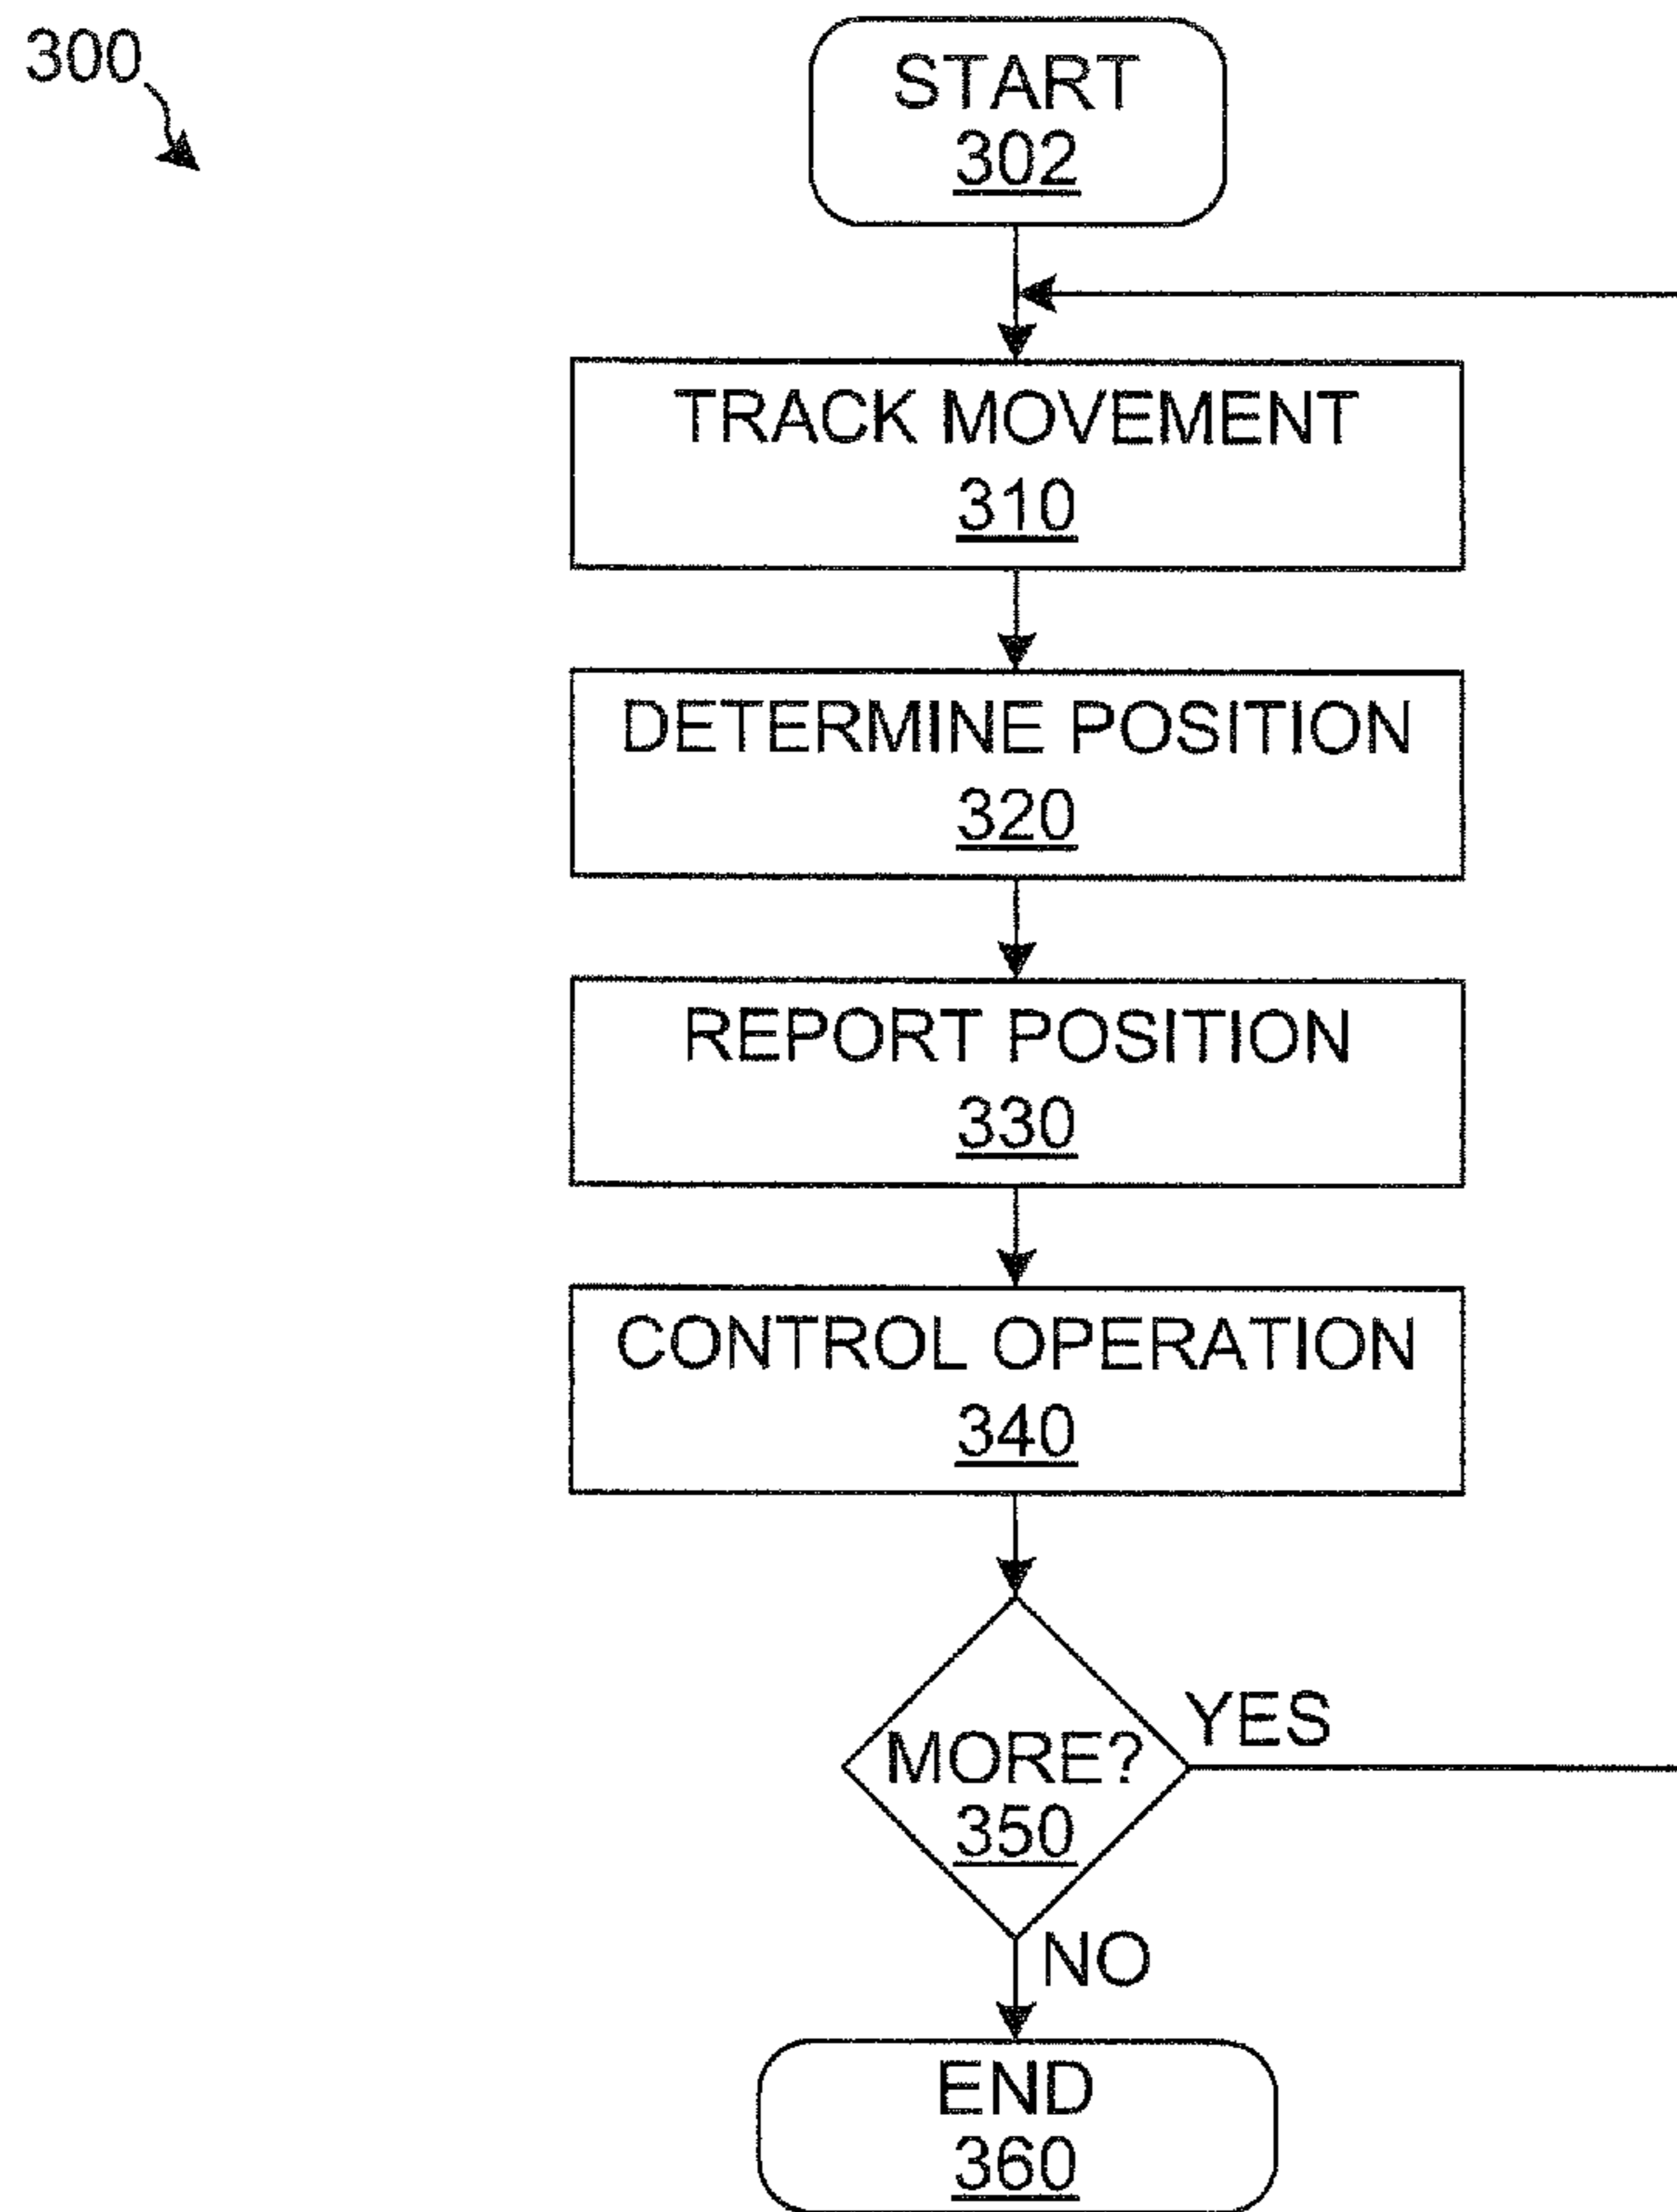 300
START
302
TRACK MOVEMENT
310
DETERMINE POSITION
320
REPORT POSITION
330
CONTROL OPERATION
340
YES
MORE?
350
NO
END
360